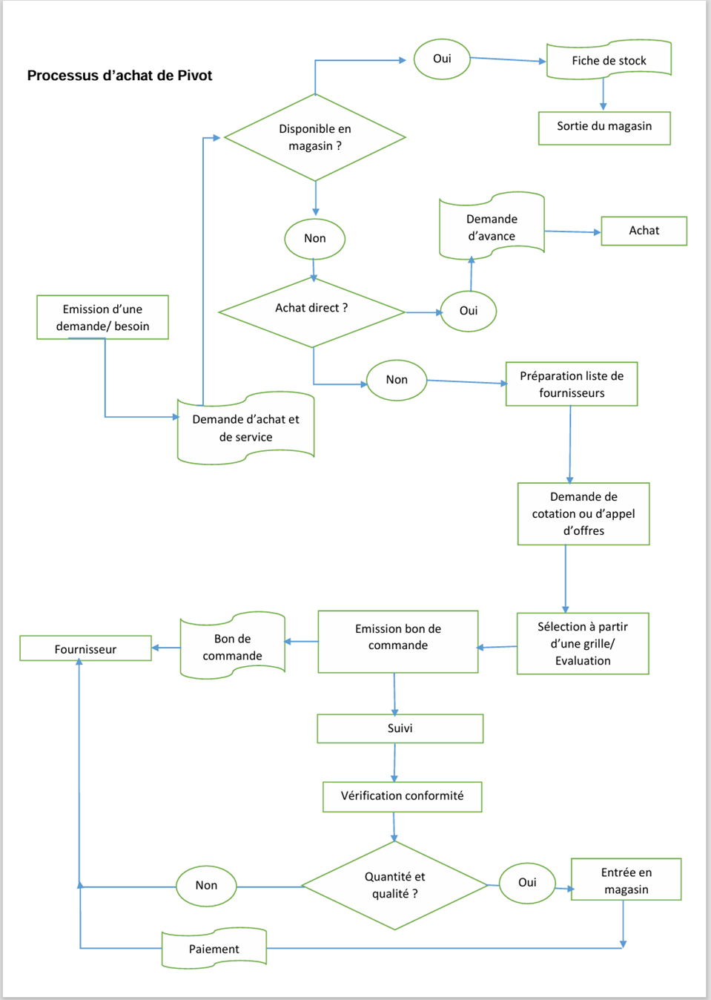 Processus d’achat de Pivot
Oui
Fiche de stock
Sortie du magasin
Disponible en
magasin ?
Non
Demande
d’avance
Achat
Achat direct ?
Oui
Emission d’une
demande/ besoin
Non
Préparation liste de
fournisseurs
Demande d’achat et
de service
Demande de
cotation ou d’appel
d’offres
Sélection à partir
d’une grille/
Evaluation
Emission bon de
commande
Bon de
commande
Fournisseur
Suivi
Vérification conformité
Quantité et
qualité ?
Non
Oui
Entrée en
magasin
Paiement